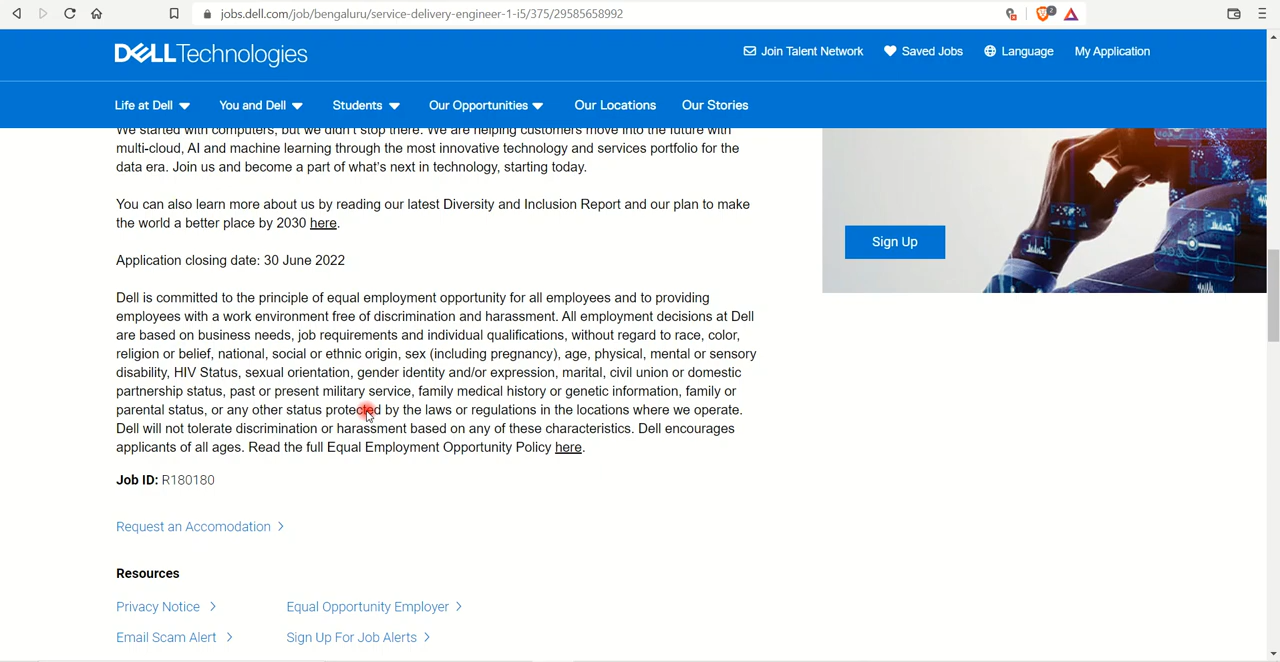 jobs.dell.com/job/bengaluru/service-delivery-engineer-1-i5/375/29585658992
2
DELLTechnologies
Join Talent Network
Saved Jobs
Language
My Application
Life at Dell
You and Dell
Students
Our Opportunities
Our Locations
Our Stories
We started with computers, but we didn't stop there. We are helping customers move into the future with
multi-cloud, AI and machine learning through the most innovative technology and services portfolio for the
data era. Join us and become a part of what's next in technology, starting today.
You can also learn more about us by reading our latest Diversity and Inclusion Report and our plan to make
the world a better place by 2030 here.
Sign Up
Application closing date: 30 June 2022
Dell is committed to the principle of equal employment opportunity for all employees and to providing
employees with a work environment free of discrimination and harassment. All employment decisions at Dell
are based on business needs, job requirements and individual qualifications, without regard to race, color,
religion or belief, national, social or ethnic origin, sex (including pregnancy), age, physical, mental or sensory
disability, HIV Status, sexual orientation, gender identity and/or expression, marital, civil union or domestic
partnership status, past or present military service, family medical history or genetic information, family or
parental status, or any other status protected by the laws or regulations in the locations where we operate.
Dell will not tolerate discrimination or harassment based on any of these characteristics. Dell encourages
applicants of all ages. Read the full Equal Employment Opportunity Policy here.
Job ID: R180180
Request an Accomodation
Resources
Privacy Notice
Equal Opportunity Employer
Email Scam Alert
Sign Up For Job Alerts